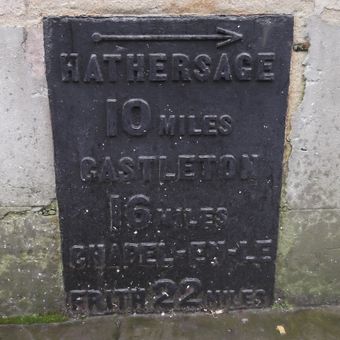 HATHERSAGE
10 MILES
CASTLETON
16 MILES
CHAPEL-EN-LE
FRITH 22 MILES